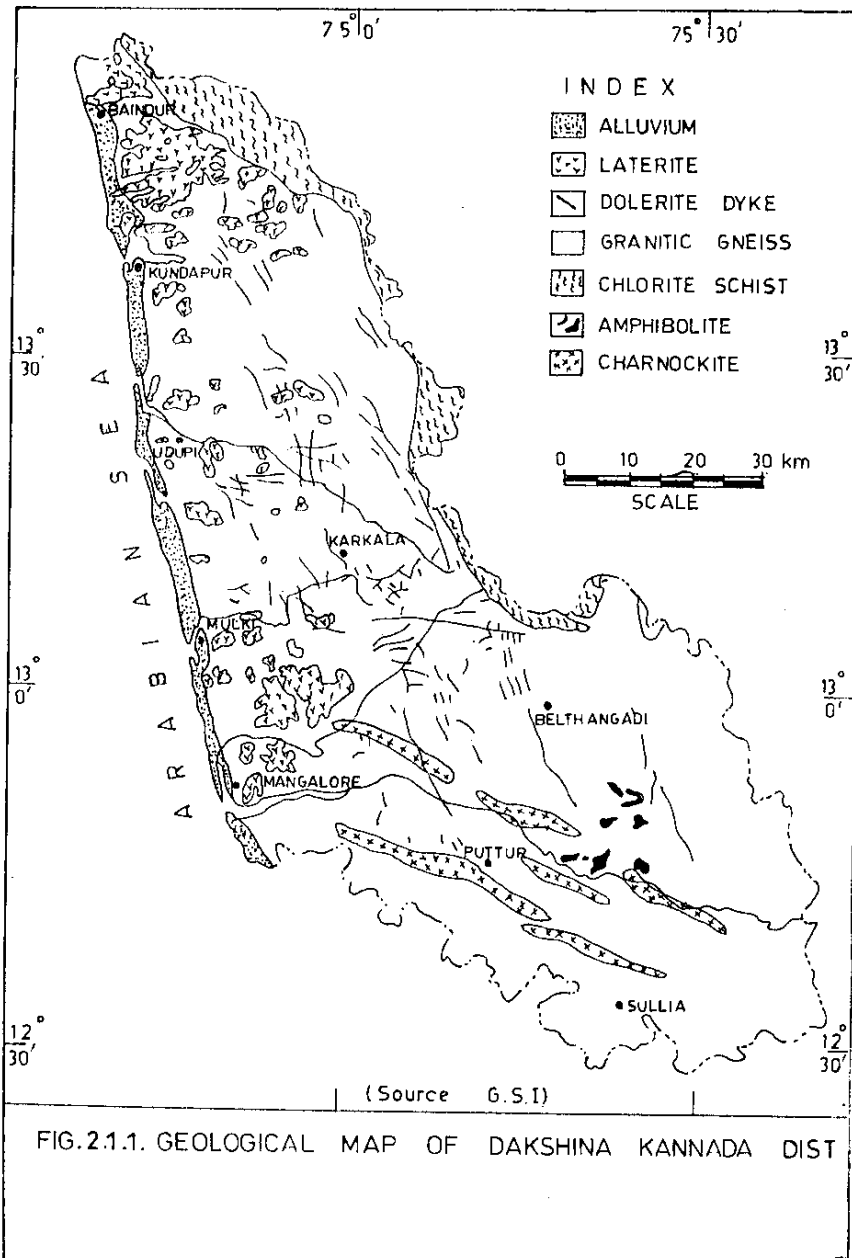 75°0′ 75°30′
INDEX
ALLUVIUM
LATERITE
DOLERITE DYKE
GRANITIC GNEISS
CHLORITE SCHIST
AMPHIBOLITE
CHARNOCKITE
0 10 20 30 km
SCALE
BAINDUR
KUNDAPUR
13°
30′
13°
30′
UDUPI
KARKALA
MULKI
ARABIAN SEA
13°
0′
13°
0′
BELTHANGADI
MANGALORE
PUTTUR
SULLIA
12°
30′
12°
30′
(Source G.S.I)
FIG.2.1.1. GEOLOGICAL MAP OF DAKSHINA KANNADA DIST